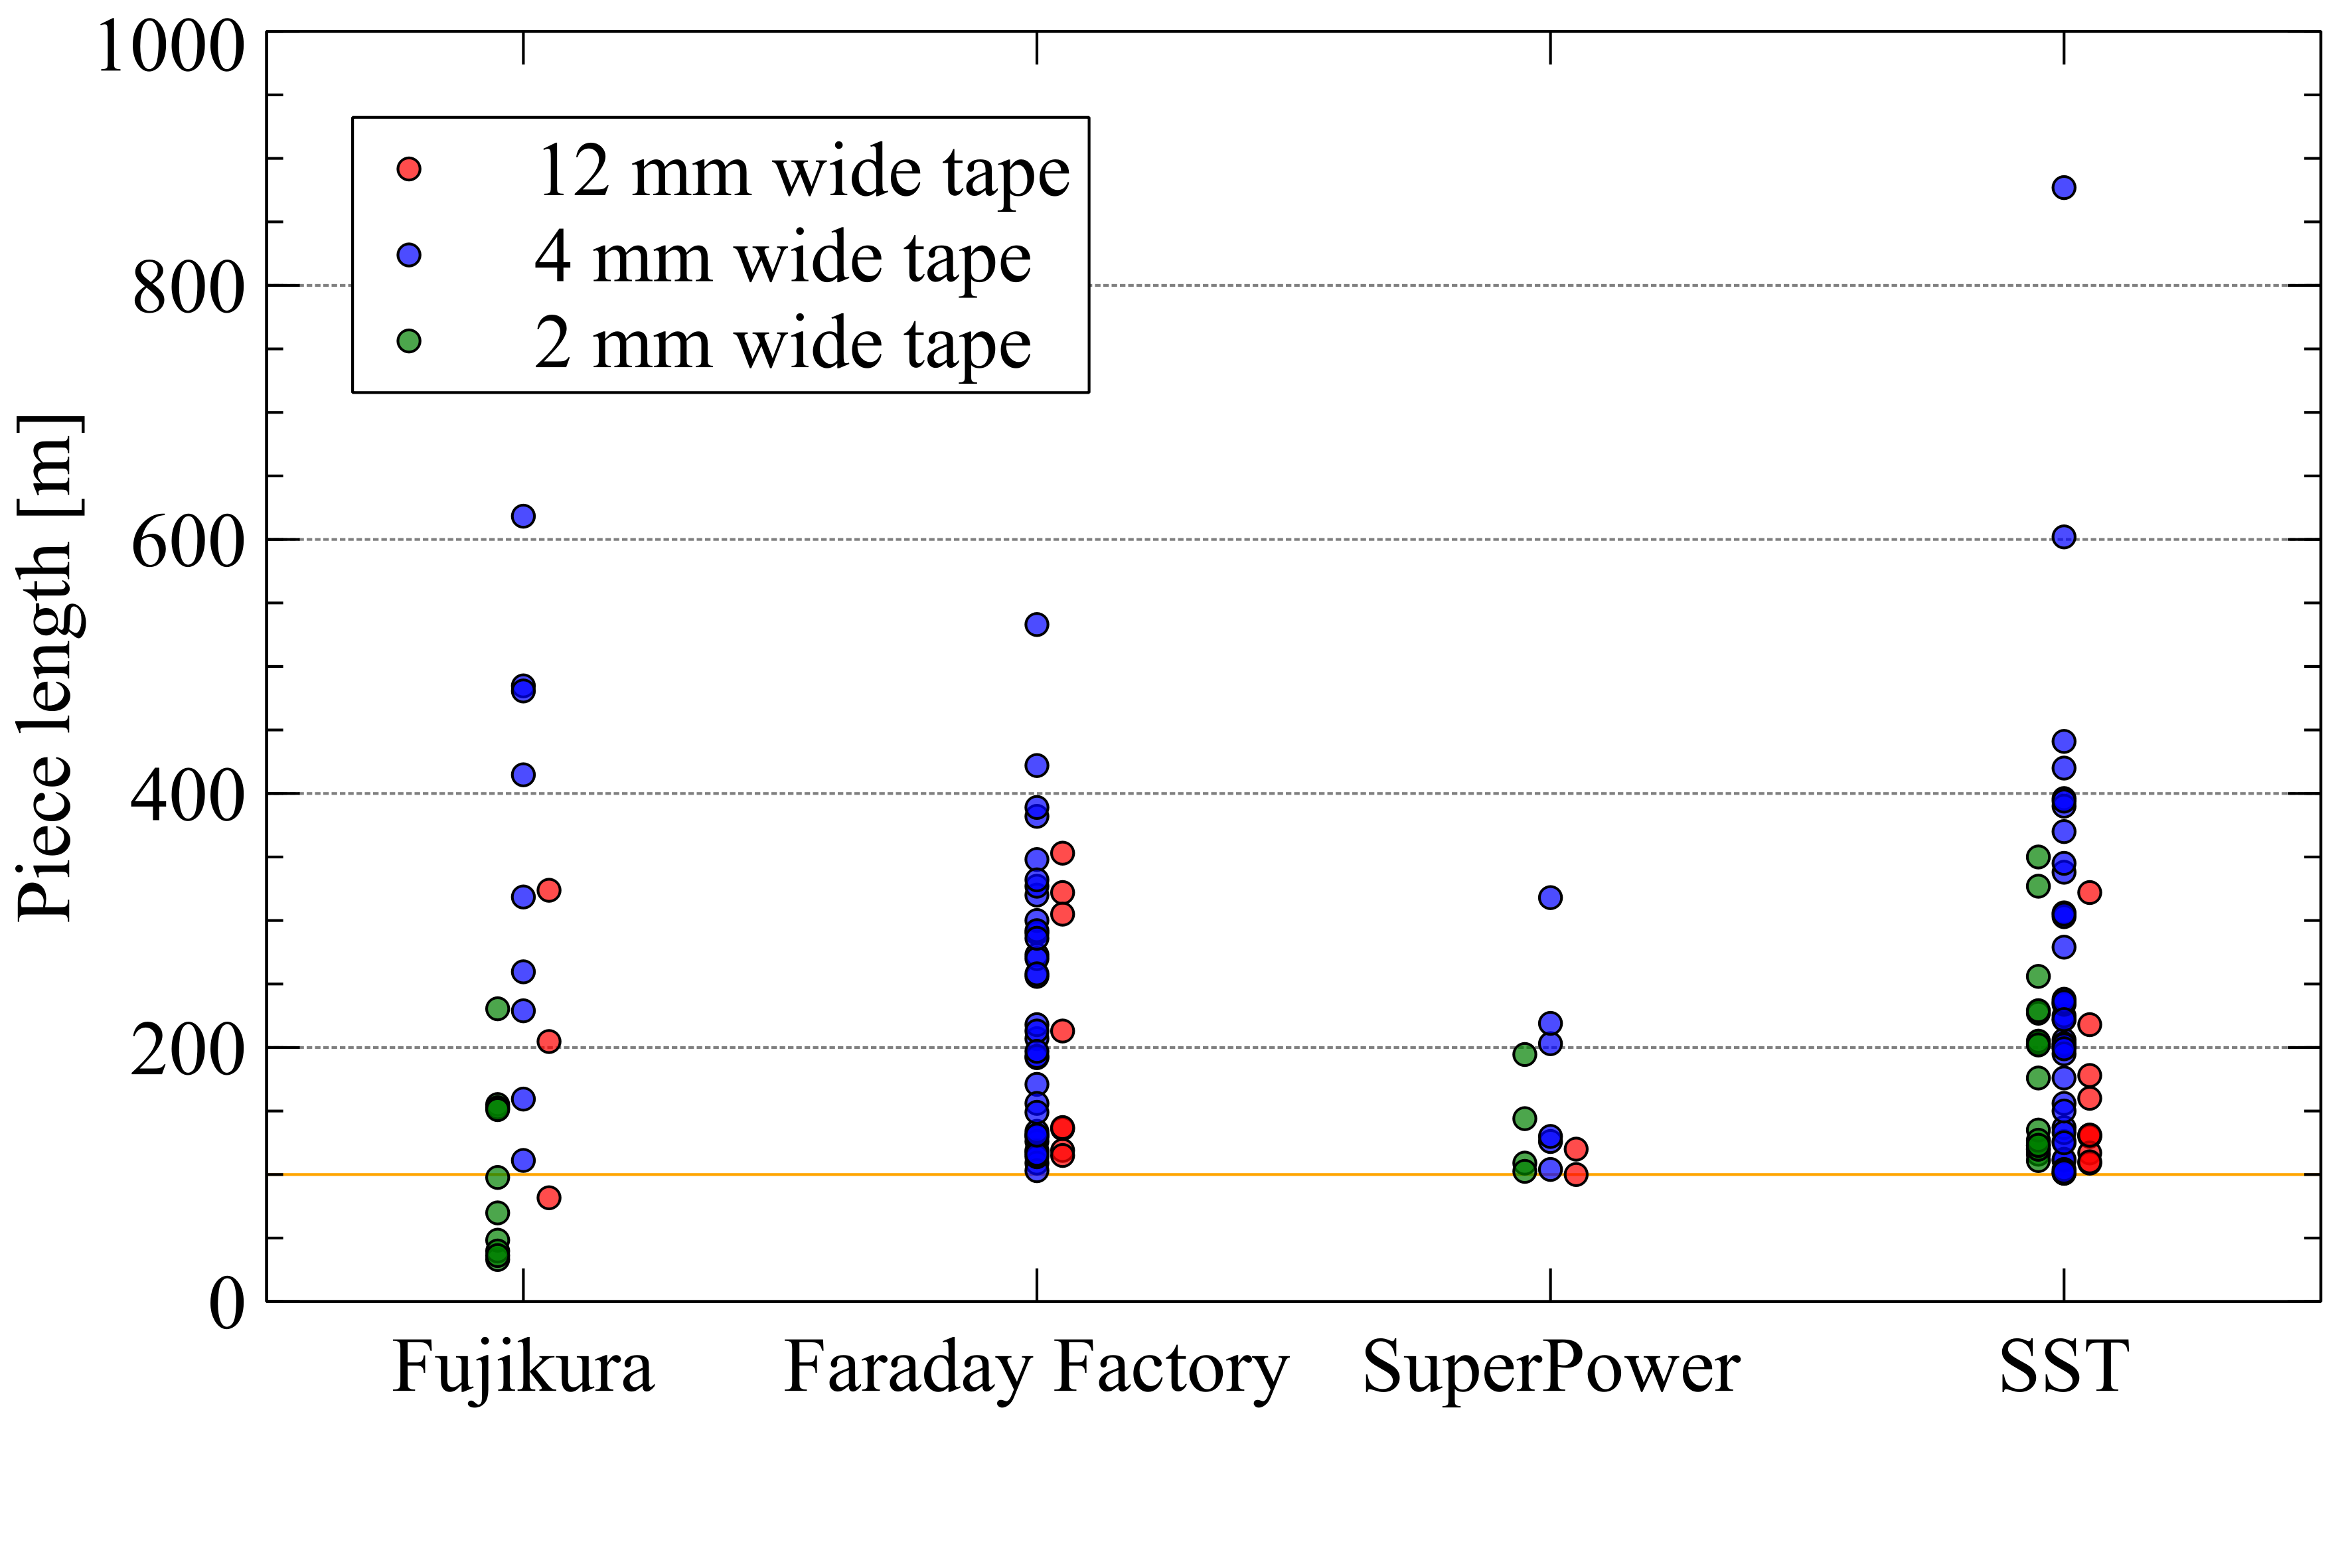 1000
800
600
400
200
0
Piece length [m]
12 mm wide tape
4 mm wide tape
2 mm wide tape
Fujikura
Faraday Factory
SuperPower
SST